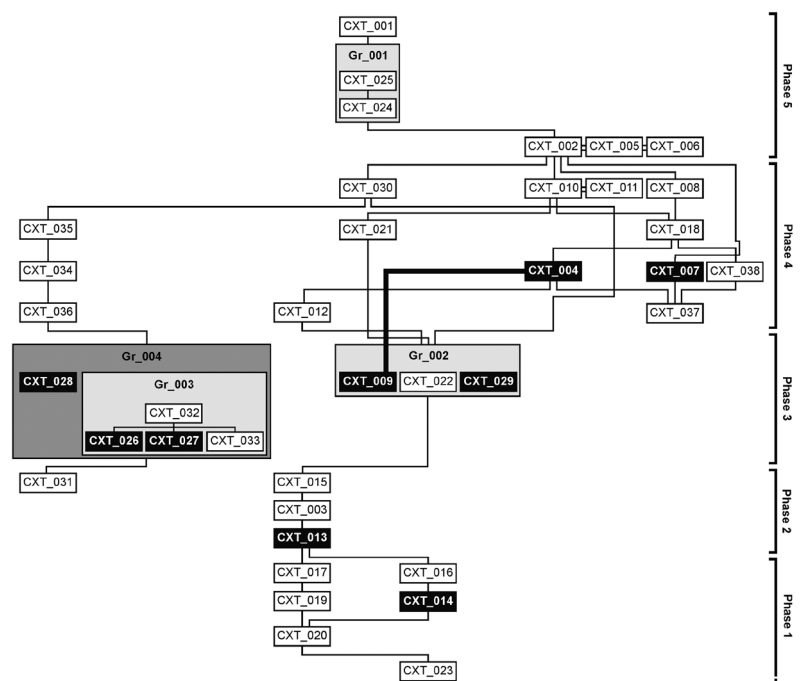 CXT_001
Gr_001
CXT_025
CXT_024
Phase 5
CXT_002 CXT_005 CXT_006
CXT_030 CXT_010 CXT_011 CXT_008
CXT_035 CXT_021 CXT_018
Phase 4
CXT_034 CXT_004 CXT_007 CXT_038
CXT_036 CXT_012 CXT_037
Gr_004 Gr_002
CXT_028 Gr_003 CXT_009 CXT_022 CXT_029
Phase 3
CXT_032
CXT_026 CXT_027 CXT_033
CXT_031 CXT_015
CXT_003
Phase 2
CXT_013
CXT_017 CXT_016
CXT_019 CXT_014
Phase 1
CXT_020
CXT_023